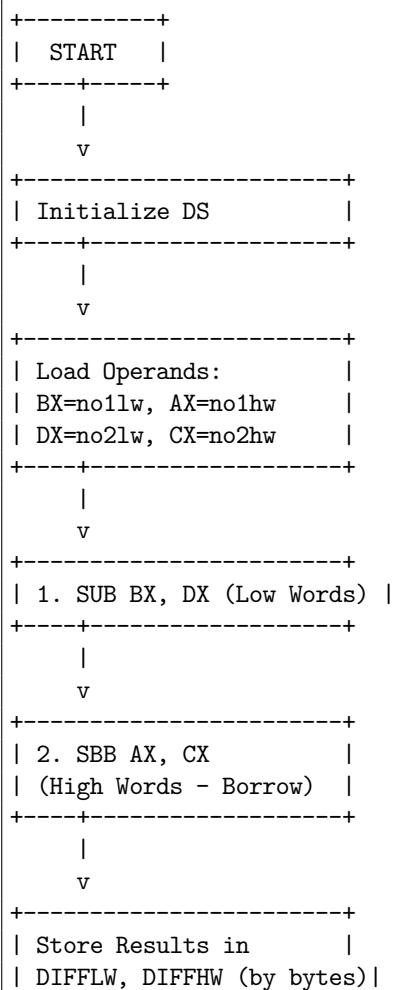 +----------+
|  START   |
+----+-----+
     |
     v
+------------------------+
| Initialize DS          |
+----+-------------------+
     |
     v
+------------------------+
| Load Operands:         |
| BX=no1lw, AX=no1hw     |
| DX=no2lw, CX=no2hw     |
+----+-------------------+
     |
     v
+------------------------+
| 1. SUB BX, DX (Low Words) |
+----+-------------------+
     |
     v
+------------------------+
| 2. SBB AX, CX          |
| (High Words - Borrow)  |
+----+-------------------+
     |
     v
+------------------------+
| Store Results in       |
| DIFFLW, DIFFHW (by bytes)|